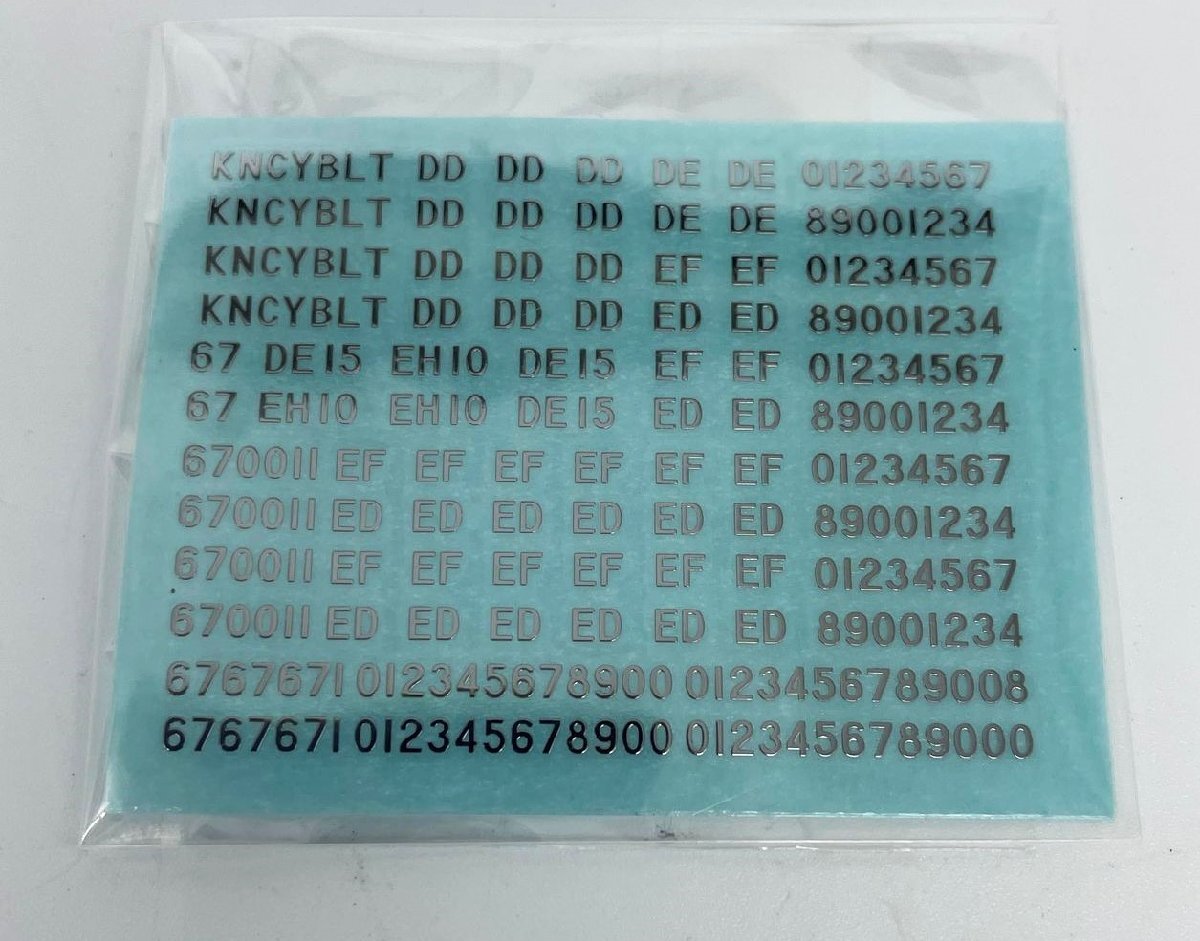 KNCYBLT DD DD DD DE DE 01234567
KNCYBLT DD DD DD DE DE 89001234
KNCYBLT DD DD DD EF EF 01234567
KNCYBLT DD DD DD ED ED 89001234
67 DE15 EH10 DE15 EF EF 01234567
67 EH10 EH10 DE15 ED ED 89001234
670011 EF EF EF EF EF EF 01234567
670011 ED ED ED ED ED ED 89001234
670011 EF EF EF EF EF EF 01234567
670011 ED ED ED ED ED ED 89001234
6767671 012345678900 0123456789008
6767671 012345678900 0123456789000